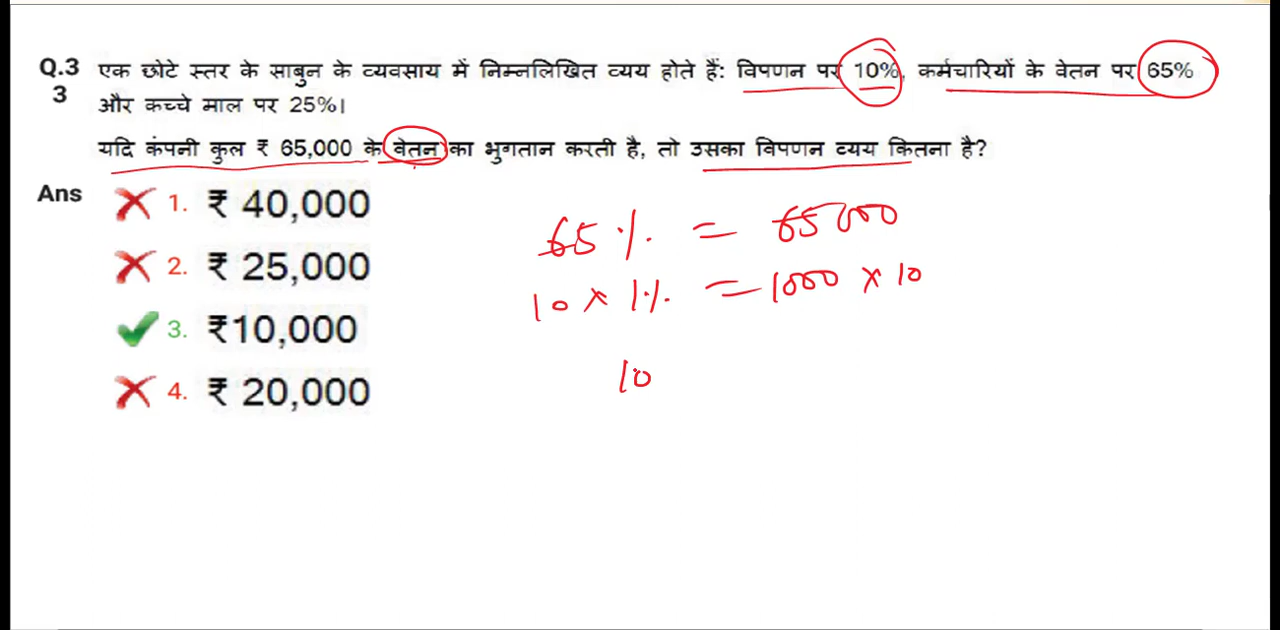 Q.3 एक छोटे स्तर के साबुन के व्यवसाय में निम्नलिखित व्यय होते हैं: विपणन पर 10%, कर्मचारियों के वेतन पर 65%
3 और कच्चे माल पर 25%।
यदि कंपनी कुल ₹ 65,000 के वेतन का भुगतान करती है, तो उसका विपणन व्यय कितना है?
Ans 1. ₹ 40,000
2. ₹ 25,000
3. ₹10,000
4. ₹ 20,000
65 % = 65000
10 x 1% = 1000 x 10
10